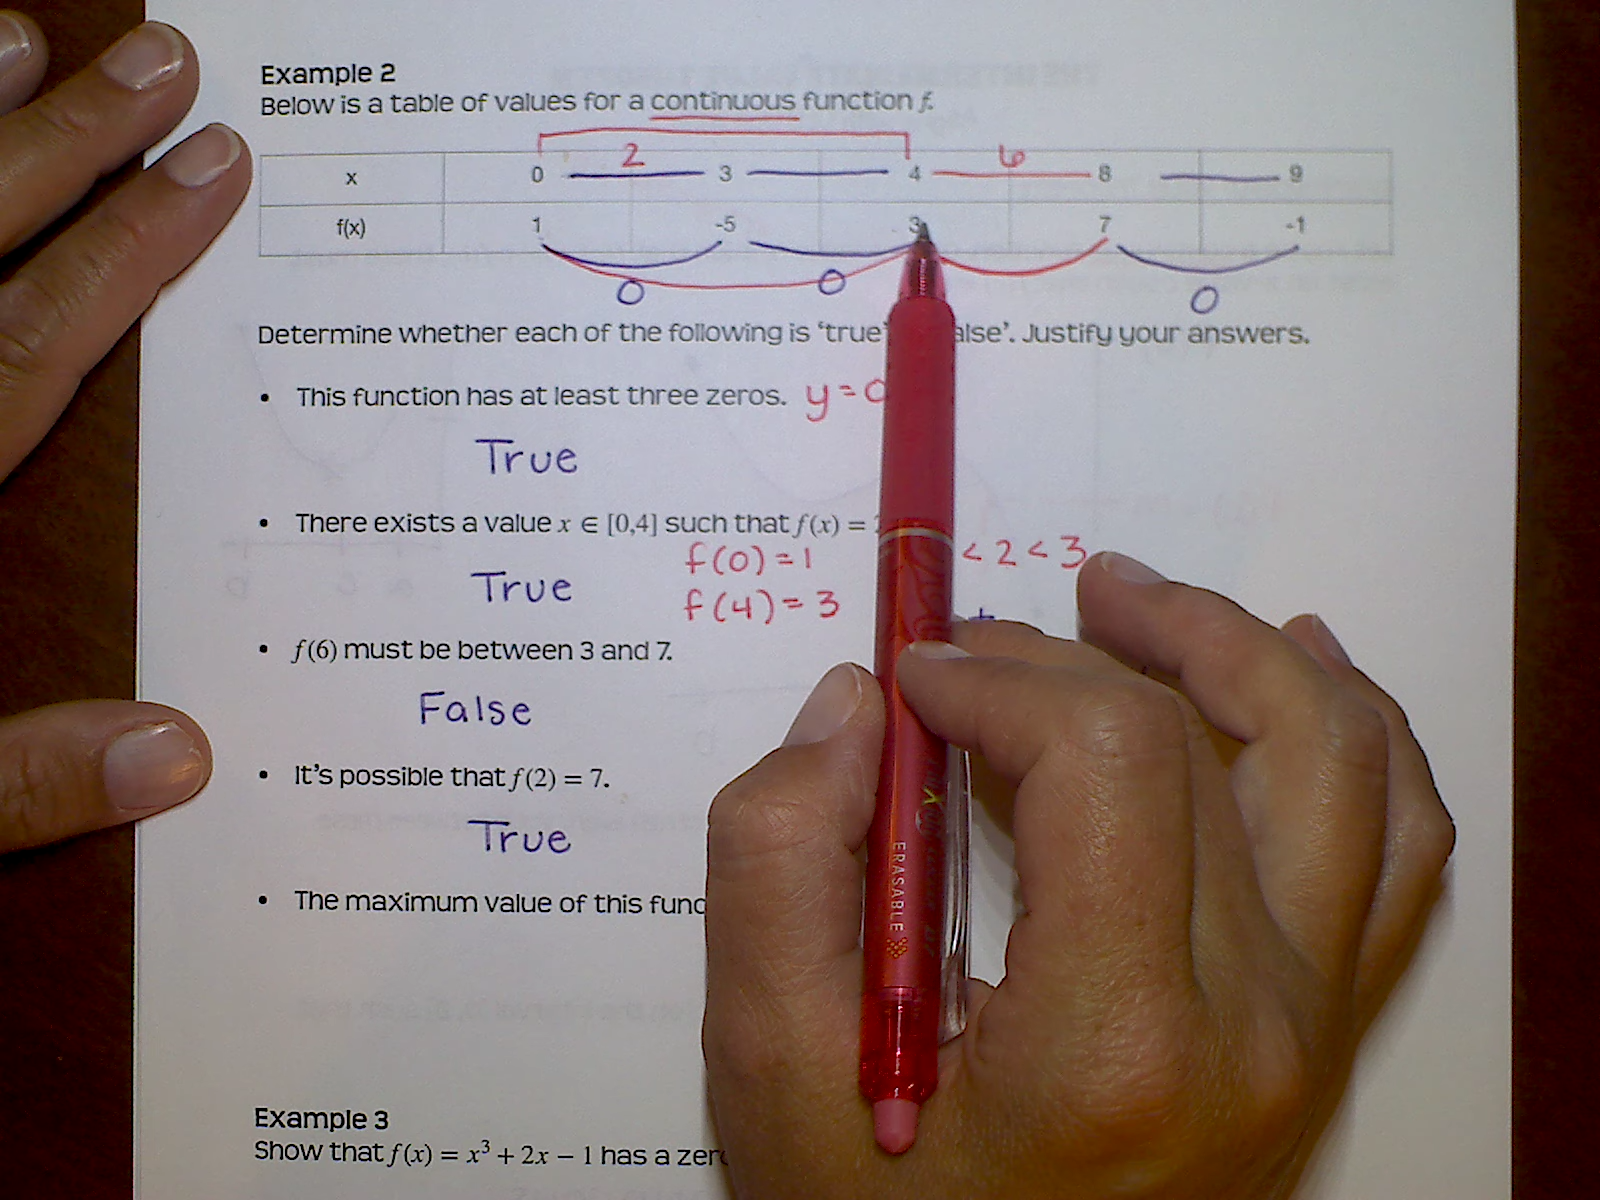 Example 2
Below is a table of values for a continuous function f.
2 6
x 0 3 4 8 9
f(x) 1 -5 3 7 -1
0 0 0
Determine whether each of the following is 'true' alse'. Justify your answers.
• This function has at least three zeros. y = 0
True
• There exists a value x ∈ [0,4] such that f(x) =
f(0) = 1 < 2 < 3
True
f(4) = 3
• f(6) must be between 3 and 7.
False
• It's possible that f(2) = 7.
True
• The maximum value of this func
ERASABLE
Example 3
Show that f(x) = x³ + 2x − 1 has a zer